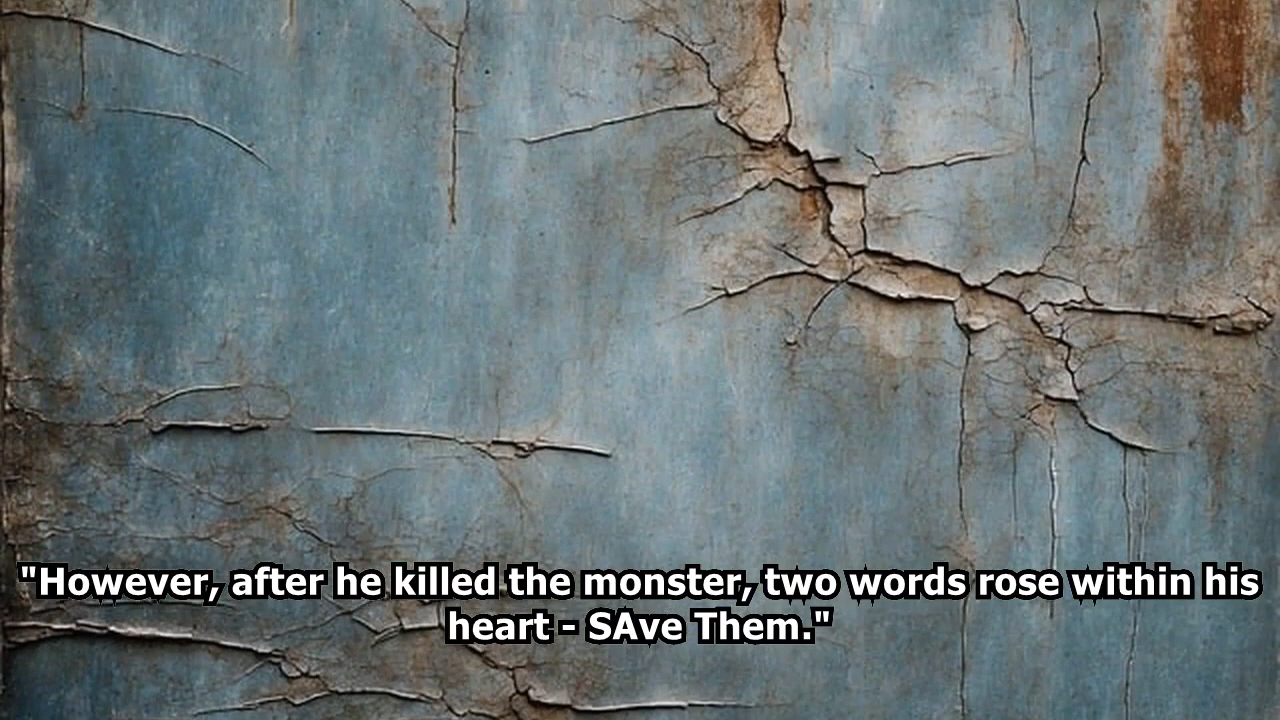 "However, after he killed the monster, two words rose within his
heart - SAve Them."